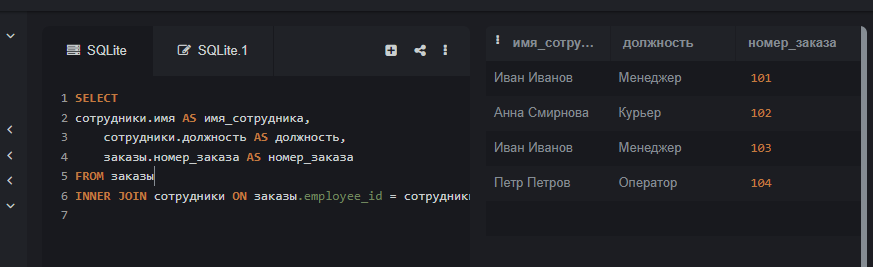 SQLite
SQLite.1
1 SELECT
2 сотрудники.имя AS имя_сотрудника,
3 сотрудники.должность AS должность,
4 заказы.номер_заказа AS номер_заказа
5 FROM заказы
6 INNER JOIN сотрудники ON заказы.employee_id = сотрудники
7
имя_сотру... должность номер_заказа
Иван Иванов Менеджер 101
Анна Смирнова Курьер 102
Иван Иванов Менеджер 103
Петр Петров Оператор 104